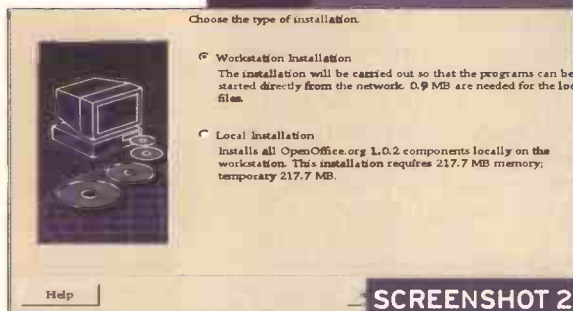 Choose the type of installation.
Workstation Installation
The installation will be carried out so that the programs can be
started directly from the network. 0.9 MB are needed for the
files.
Local Installation
Installs all OpenOffice.org 1.0.2 components locally on the
workstation. This installation requires 217.7 MB memory;
temporary 217.7 MB.
Help
SCREENSHOT 2